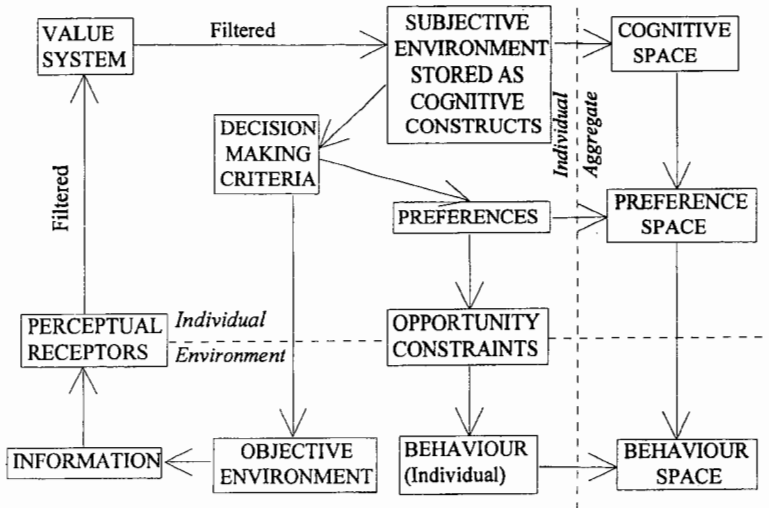 VALUE
SYSTEM
Filtered
SUBJECTIVE
ENVIRONMENT
STORED AS
COGNITIVE
CONSTRUCTS
COGNITIVE
SPACE
Individual
Aggregate
DECISION
MAKING
CRITERIA
Filtered
PREFERENCES
PREFERENCE
SPACE
PERCEPTUAL
RECEPTORS
Individual
Environment
OPPORTUNITY
CONSTRAINTS
INFORMATION
OBJECTIVE
ENVIRONMENT
BEHAVIOUR
(Individual)
BEHAVIOUR
SPACE